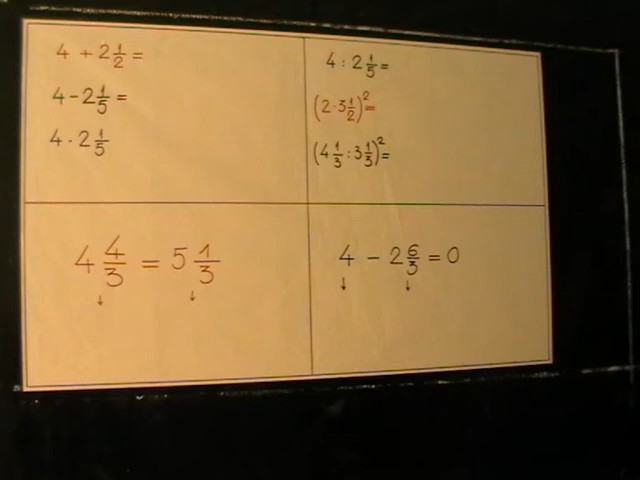 4 + 2 1/2 =
4 - 2 1/5 =
4 · 2 1/5
4 : 2 1/5 =
(2 · 3 1/2)² =
(4 1/3 : 3 1/3)² =
4 4/3 = 5 1/3
↓ ↓
4 - 2 6/3 = 0
↓ ↓